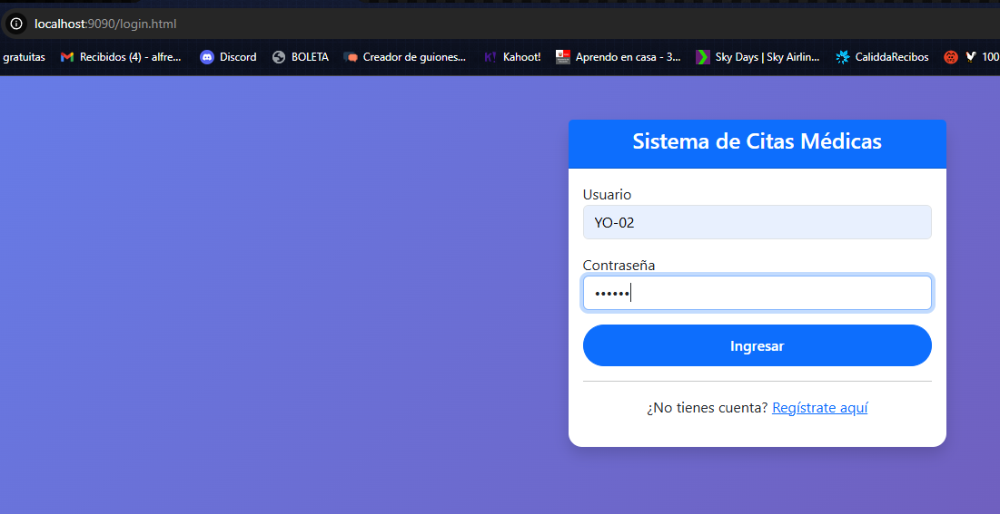 localhost:9090/login.html
gratuitas Recibidos (4) - alfre... Discord BOLETA Creador de guiones... K! Kahoot! Aprendo en casa - 3... Sky Days | Sky Airlin... CaliddaRecibos 100
Sistema de Citas Médicas
Usuario
YO-02
Contraseña
••••••
Ingresar
¿No tienes cuenta? Regístrate aquí